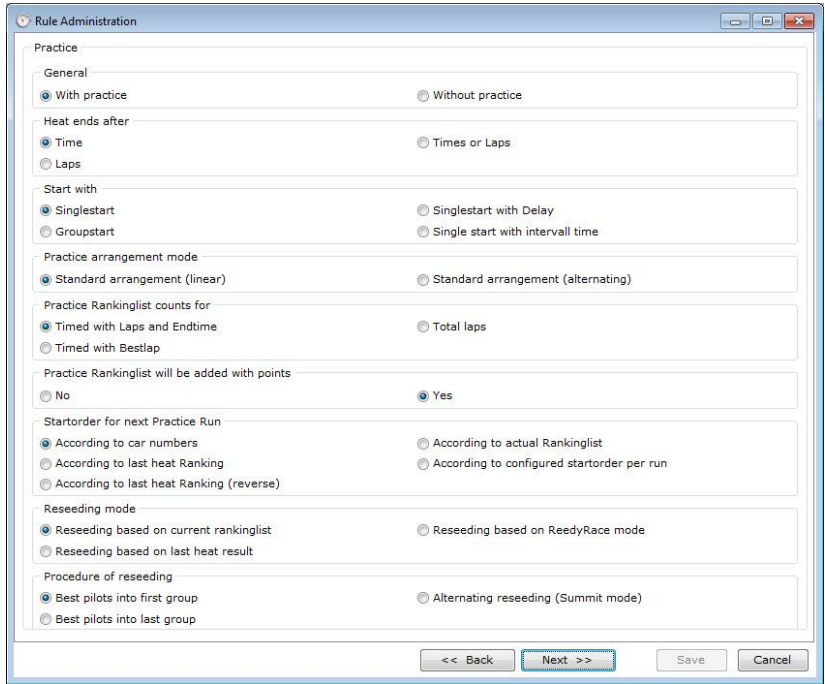 Rule Administration
Practice
General
With practice Without practice
Heat ends after
Time Times or Laps
Laps
Start with
Singlestart Singlestart with Delay
Groupstart Single start with intervall time
Practice arrangement mode
Standard arrangement (linear) Standard arrangement (alternating)
Practice Rankinglist counts for
Timed with Laps and Endtime Total laps
Timed with Bestlap
Practice Rankinglist will be added with points
No Yes
Startorder for next Practice Run
According to car numbers According to actual Rankinglist
According to last heat Ranking According to configured startorder per run
According to last heat Ranking (reverse)
Reseeding mode
Reseeding based on current rankinglist Reseeding based on ReedyRace mode
Reseeding based on last heat result
Procedure of reseeding
Best pilots into first group Alternating reseeding (Summit mode)
Best pilots into last group
<< Back Next >> Save Cancel